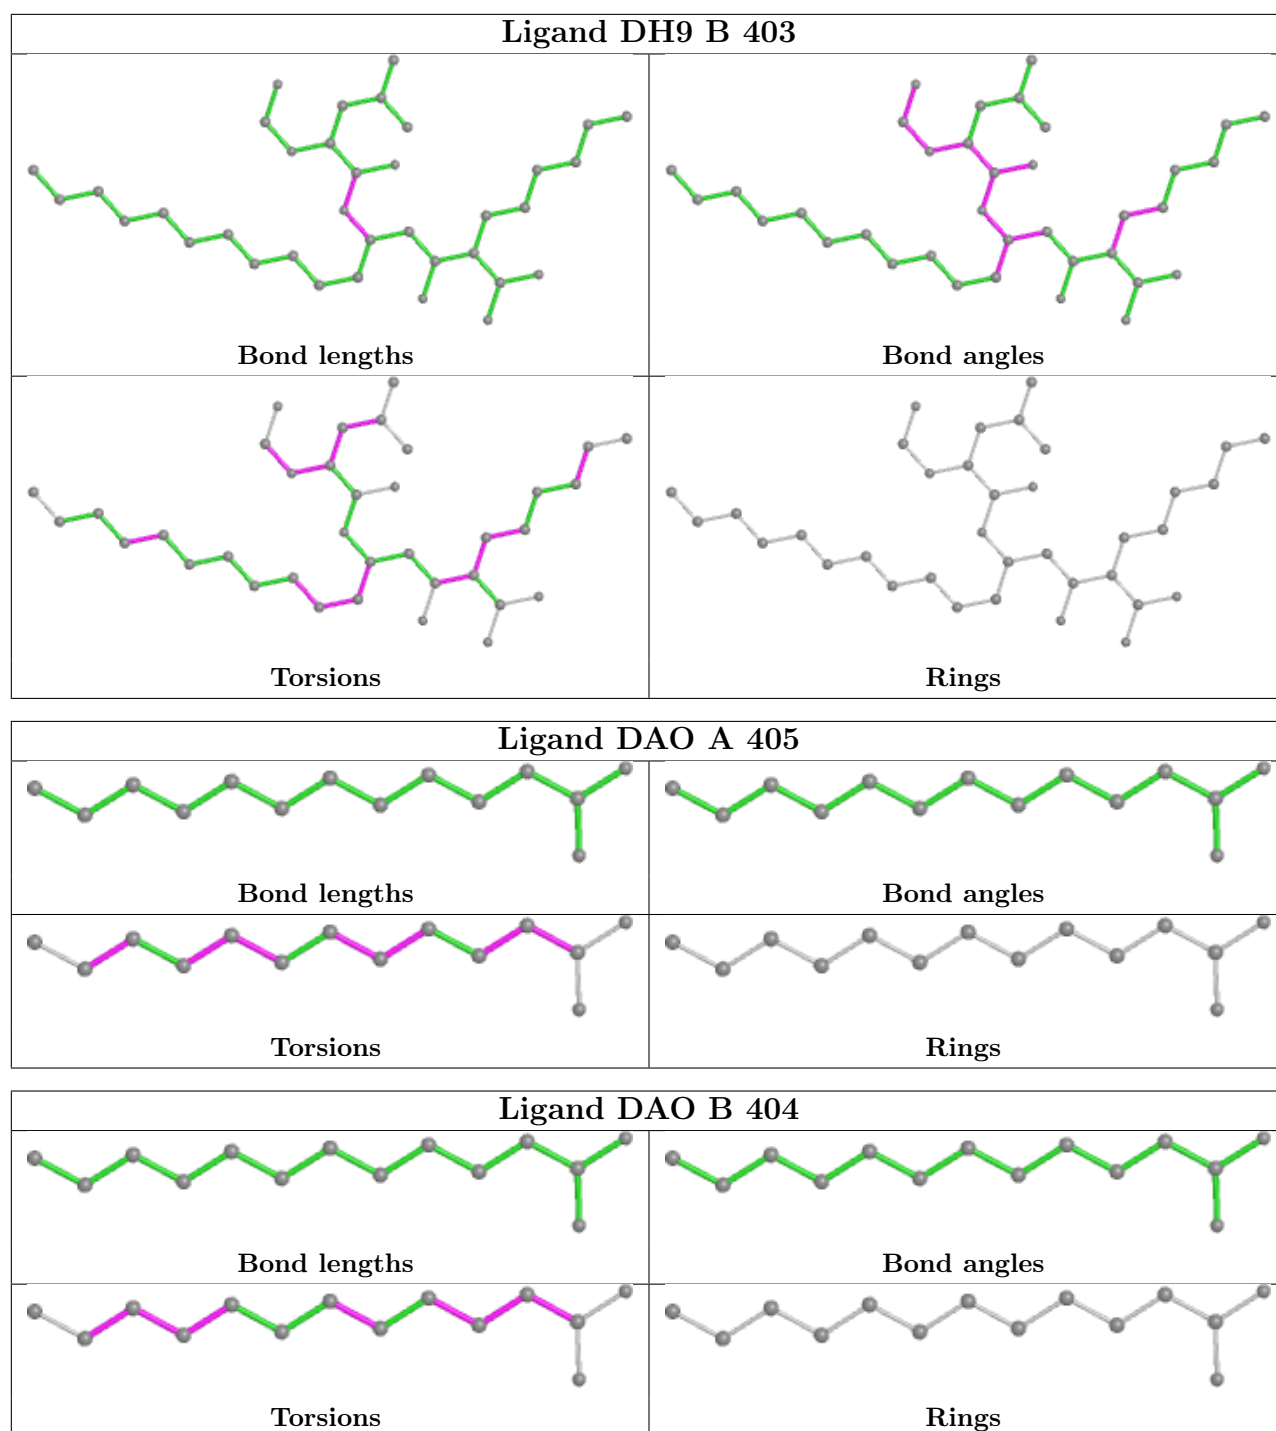 Ligand DH9 B 403
Bond lengths
Bond angles
Torsions
Rings
Ligand DAO A 405
Bond lengths
Bond angles
Torsions
Rings
Ligand DAO B 404
Bond lengths
Bond angles
Torsions
Rings